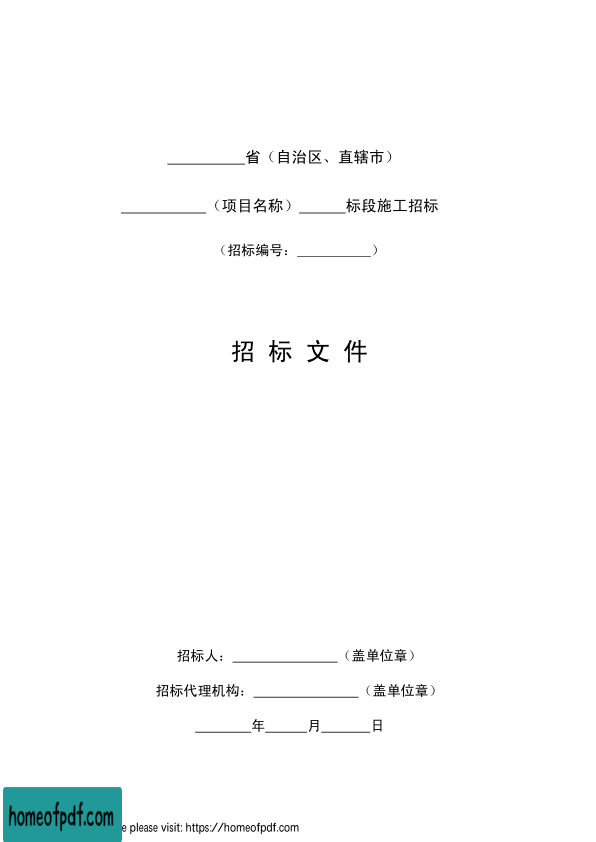 __________省（自治区、直辖市）
___________（项目名称）______标段施工招标
（招标编号：__________）
招 标 文 件
招标人：_______________（盖单位章）
招标代理机构：_______________（盖单位章）
________年______月_______日
homeofpdf.com
e please visit: https://homeofpdf.com